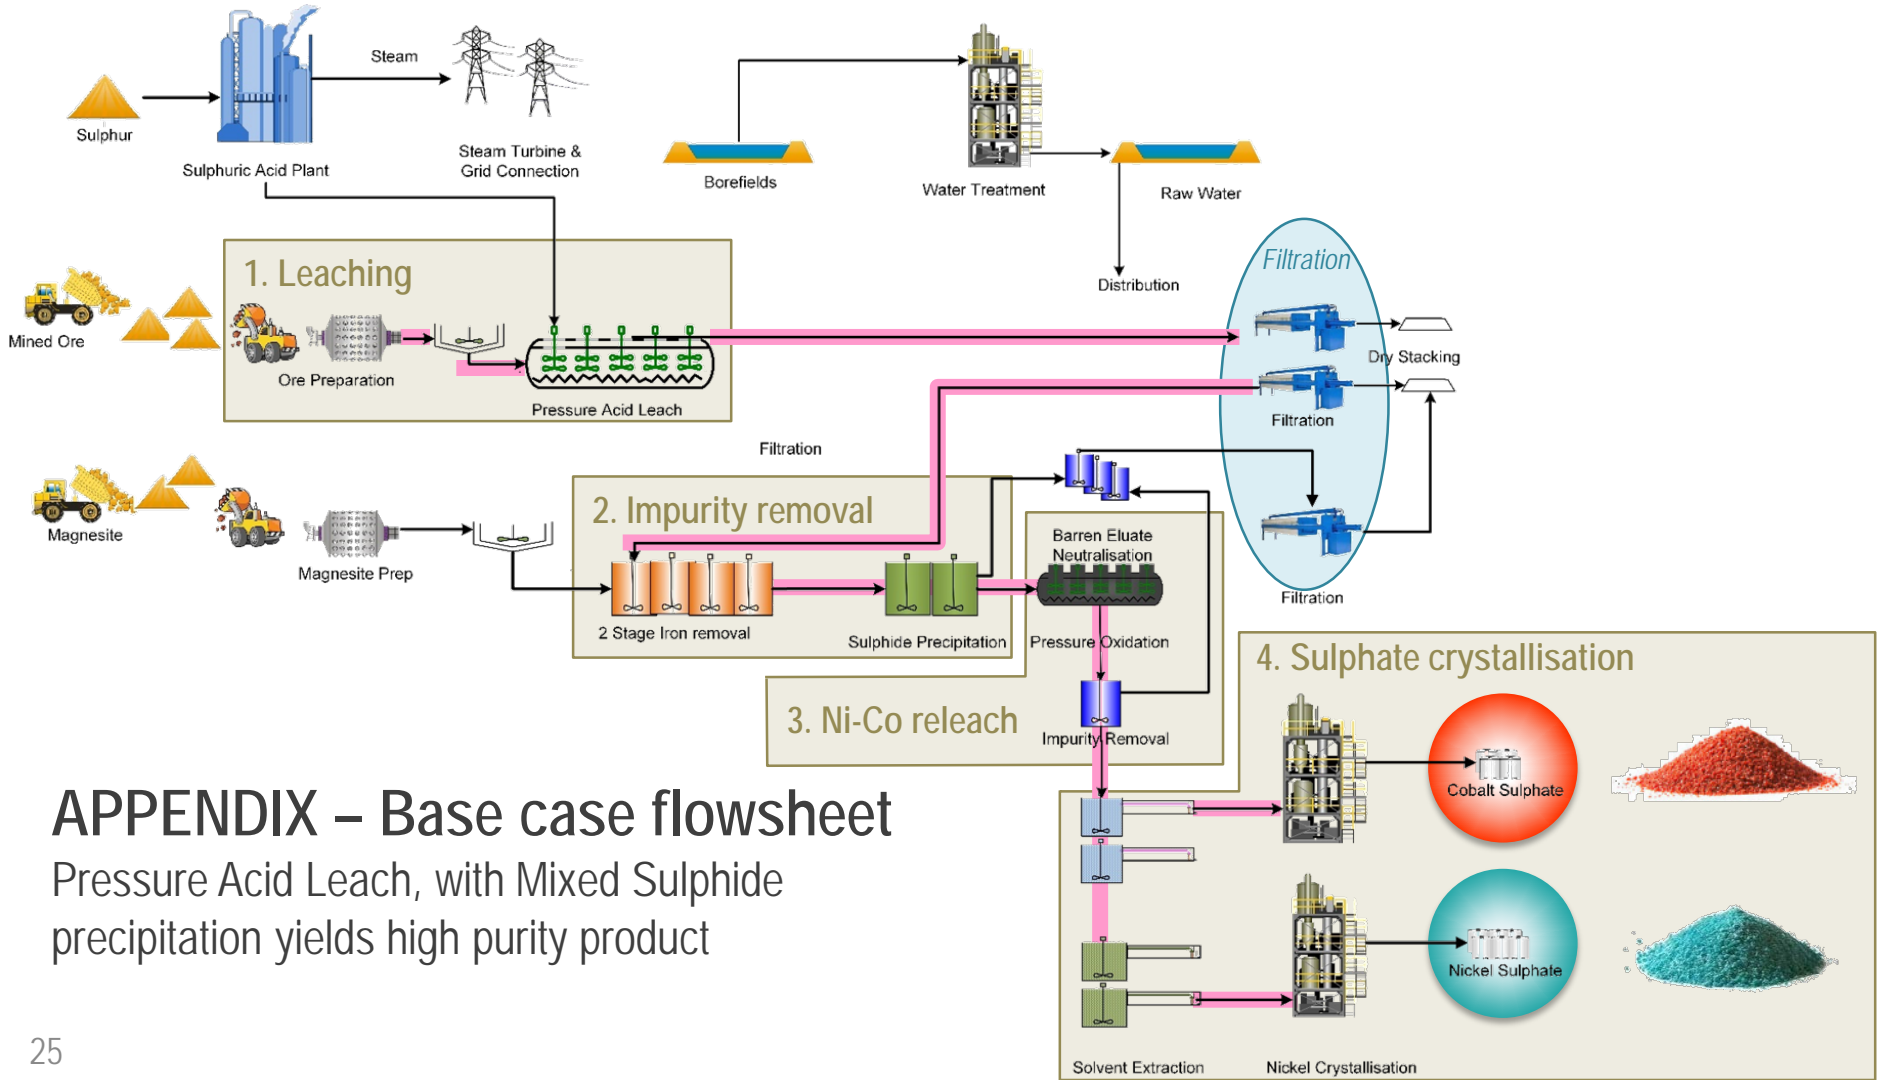 Steam
Sulphur
Sulphuric Acid Plant
Steam Turbine &
Grid Connection
Borefields
Water Treatment
Raw Water
Distribution
1. Leaching
Mined Ore
Ore Preparation
Pressure Acid Leach
Filtration
Dry Stacking
Filtration
Filtration
Filtration
Magnesite
Magnesite Prep
2. Impurity removal
2 Stage Iron removal
Sulphide Precipitation
Barren Eluate
Neutralisation
Pressure Oxidation
3. Ni-Co releach
Impurity Removal
4. Sulphate crystallisation
Cobalt Sulphate
Nickel Sulphate
Solvent Extraction
Nickel Crystallisation
APPENDIX – Base case flowsheet
Pressure Acid Leach, with Mixed Sulphide
precipitation yields high purity product
25